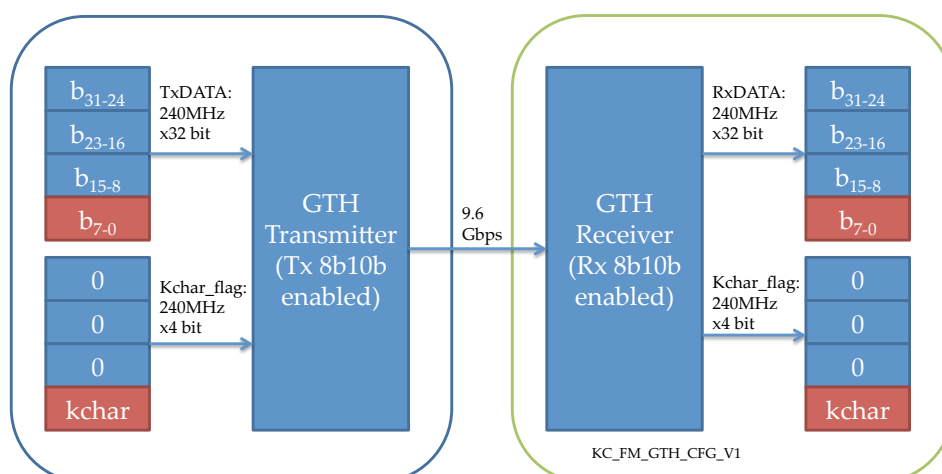 b31-24
b23-16
b15-8
b7-0
TxDATA:
240MHz
x32 bit
0
0
0
kchar
Kchar_flag:
240MHz
x4 bit
GTH
Transmitter
(Tx 8b10b
enabled)
9.6
Gbps
GTH
Receiver
(Rx 8b10b
enabled)
RxDATA:
240MHz
x32 bit
b31-24
b23-16
b15-8
b7-0
Kchar_flag:
240MHz
x4 bit
0
0
0
kchar
KC_FM_GTH_CFG_V1